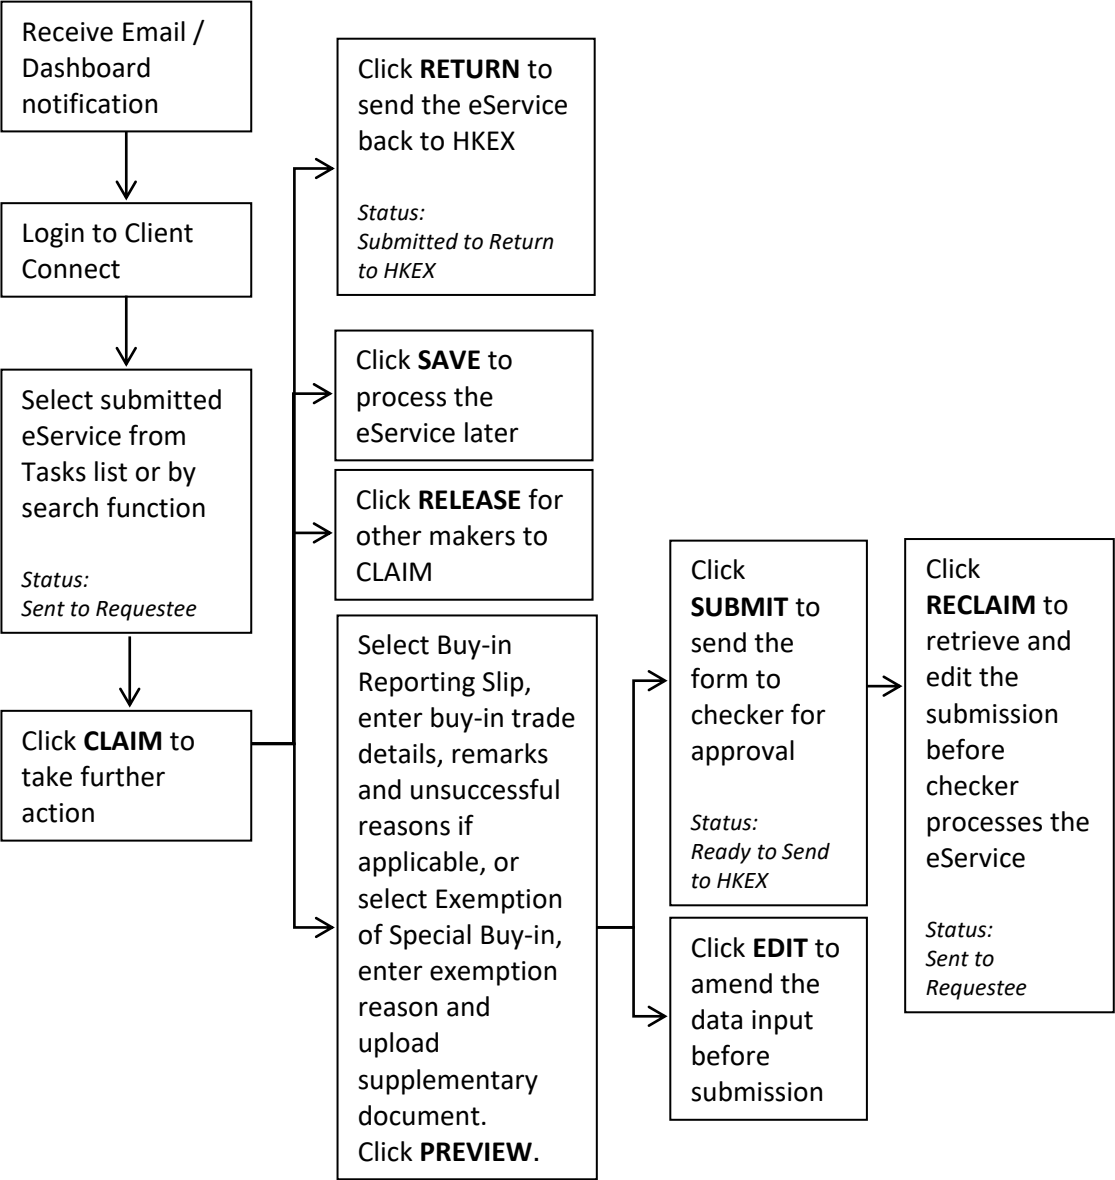 Receive Email /
Dashboard
notification
Login to Client
Connect
Select submitted
eService from
Tasks list or by
search function
Status:
Sent to Requestee
Click CLAIM to
take further
action
Click RETURN to
send the eService
back to HKEX
Status:
Submitted to Return
to HKEX
Click SAVE to
process the
eService later
Click RELEASE for
other makers to
CLAIM
Select Buy-in
Reporting Slip,
enter buy-in trade
details, remarks
and unsuccessful
reasons if
applicable, or
select Exemption
of Special Buy-in,
enter exemption
reason and
upload
supplementary
document.
Click PREVIEW.
Click
SUBMIT to
send the
form to
checker for
approval
Status:
Ready to Send
to HKEX
Click EDIT to
amend the
data input
before
submission
Click
RECLAIM to
retrieve and
edit the
submission
before
checker
processes the
eService
Status:
Sent to
Requestee